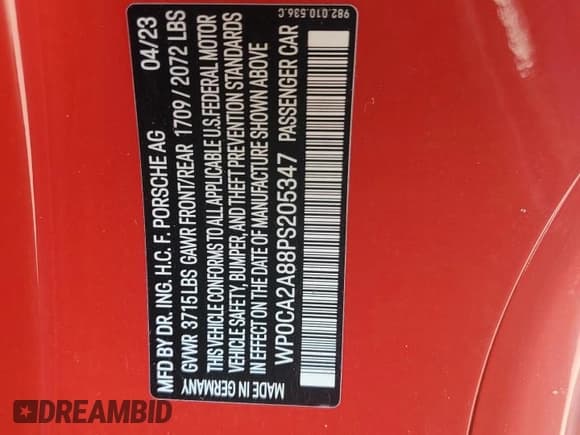 MFD BY DR. ING. H.C. F. PORSCHE AG 04/23
GVWR 3715 LBS GAWR FRONT/REAR 1709 / 2072 LBS
THIS VEHICLE CONFORMS TO ALL APPLICABLE U.S. FEDERAL MOTOR
VEHICLE SAFETY, BUMPER, AND THEFT PREVENTION STANDARDS
IN EFFECT ON THE DATE OF MANUFACTURE SHOWN ABOVE
WP0CA2A88PS205347 PASSENGER CAR
MADE IN GERMANY
982.010.536.C
DREAMBID